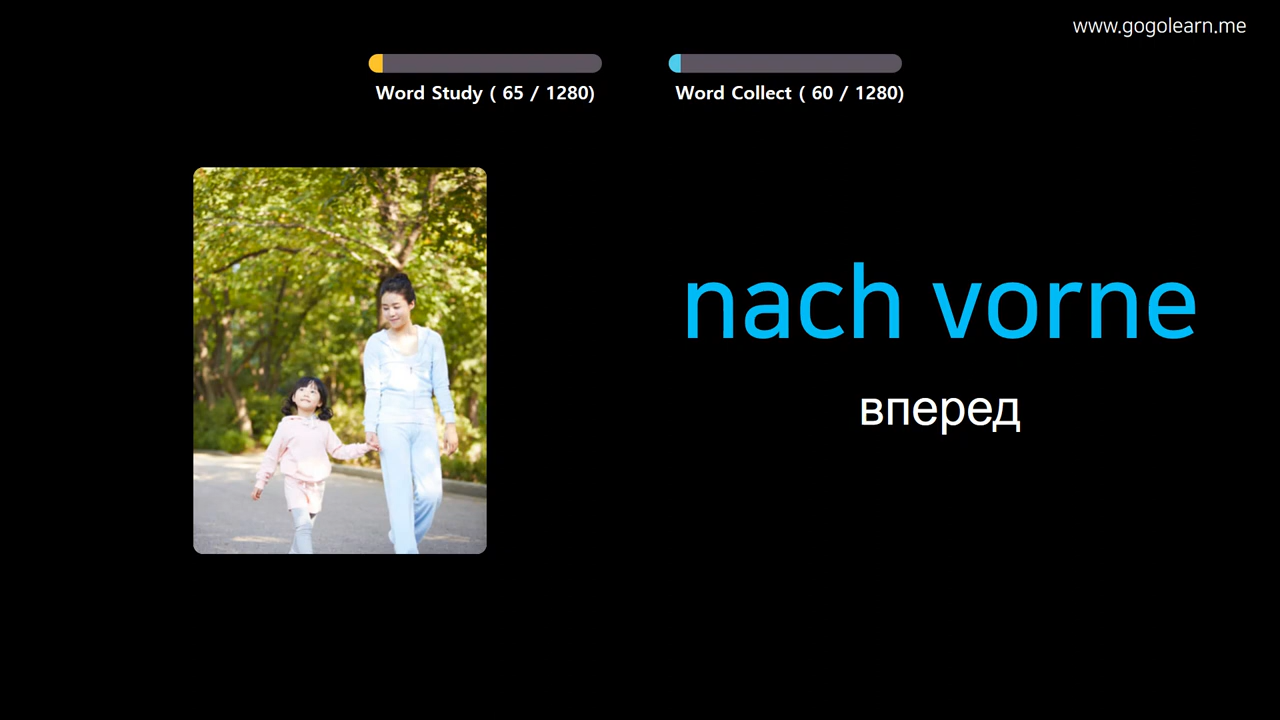 www.gogolearn.me
Word Study ( 65 / 1280)
Word Collect ( 60 / 1280)
nach vorne
вперед